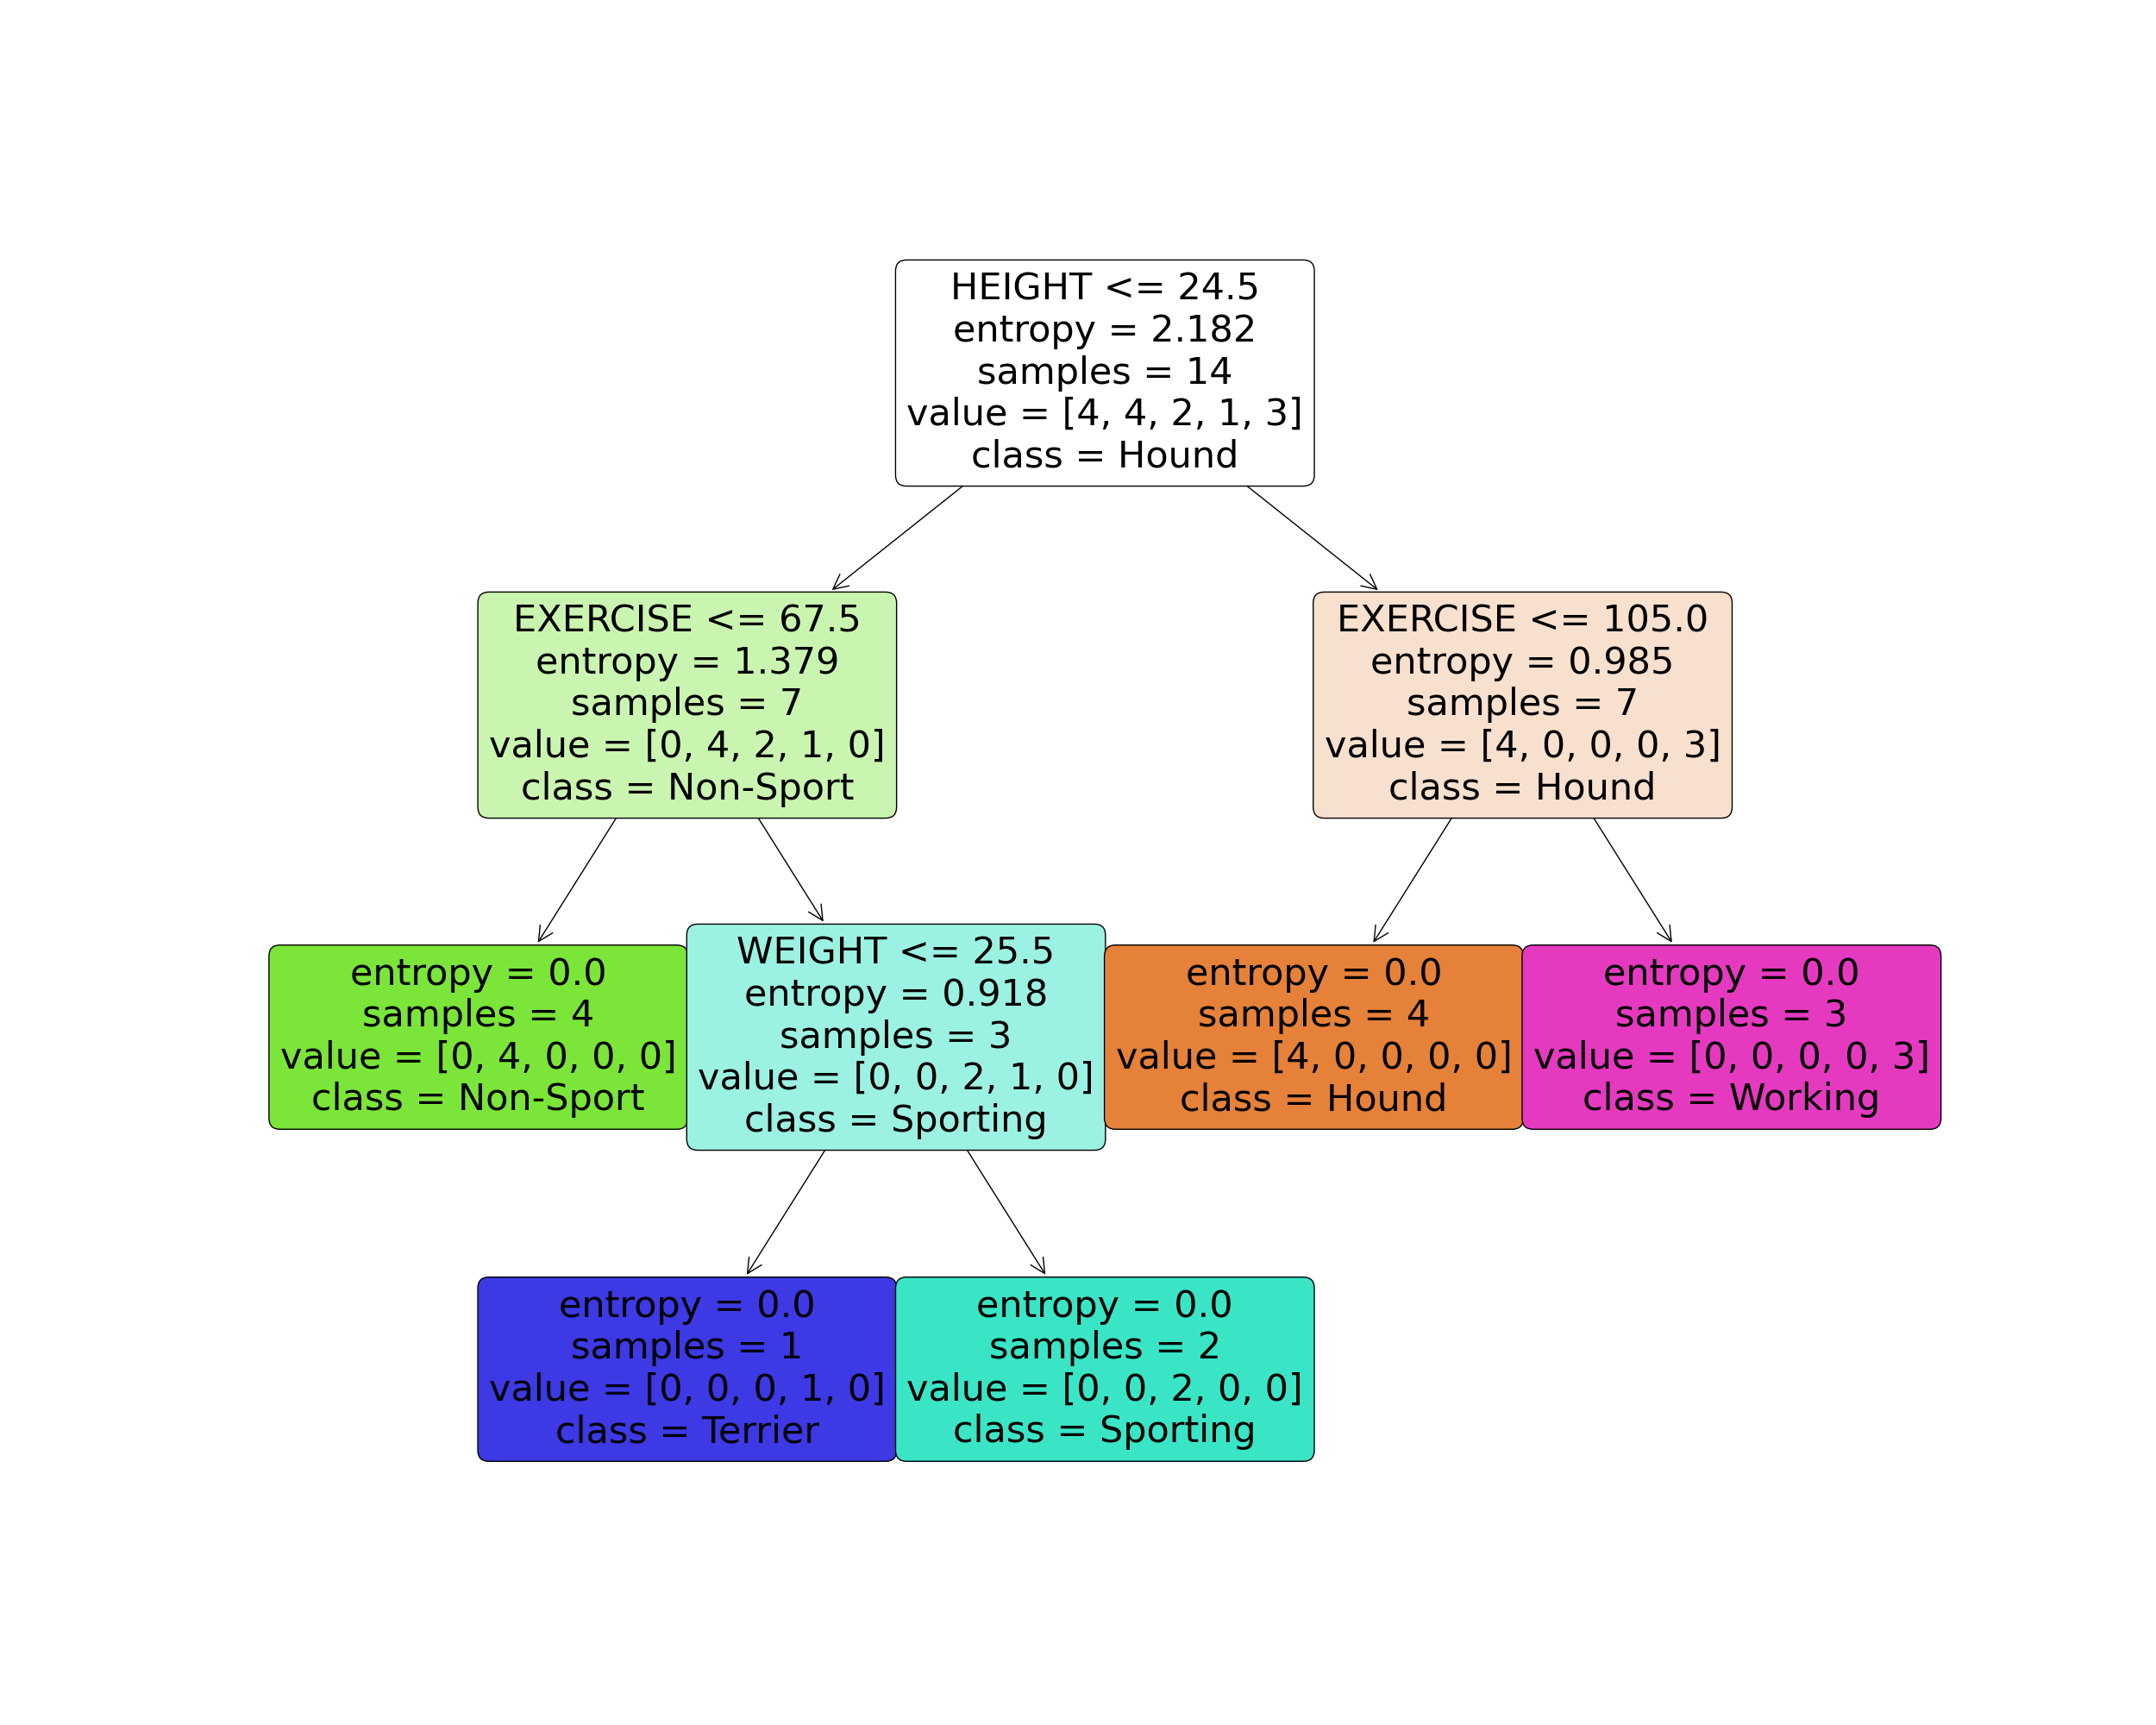 HEIGHT <= 24.5
entropy = 2.182
samples = 14
value = [4, 4, 2, 1, 3]
class = Hound
EXERCISE <= 67.5
entropy = 1.379
samples = 7
value = [0, 4, 2, 1, 0]
class = Non-Sport
EXERCISE <= 105.0
entropy = 0.985
samples = 7
value = [4, 0, 0, 0, 3]
class = Hound
entropy = 0.0
samples = 4
value = [0, 4, 0, 0, 0]
class = Non-Sport
WEIGHT <= 25.5
entropy = 0.918
samples = 3
value = [0, 0, 2, 1, 0]
class = Sporting
entropy = 0.0
samples = 4
value = [4, 0, 0, 0, 0]
class = Hound
entropy = 0.0
samples = 3
value = [0, 0, 0, 0, 3]
class = Working
entropy = 0.0
samples = 1
value = [0, 0, 0, 1, 0]
class = Terrier
entropy = 0.0
samples = 2
value = [0, 0, 2, 0, 0]
class = Sporting